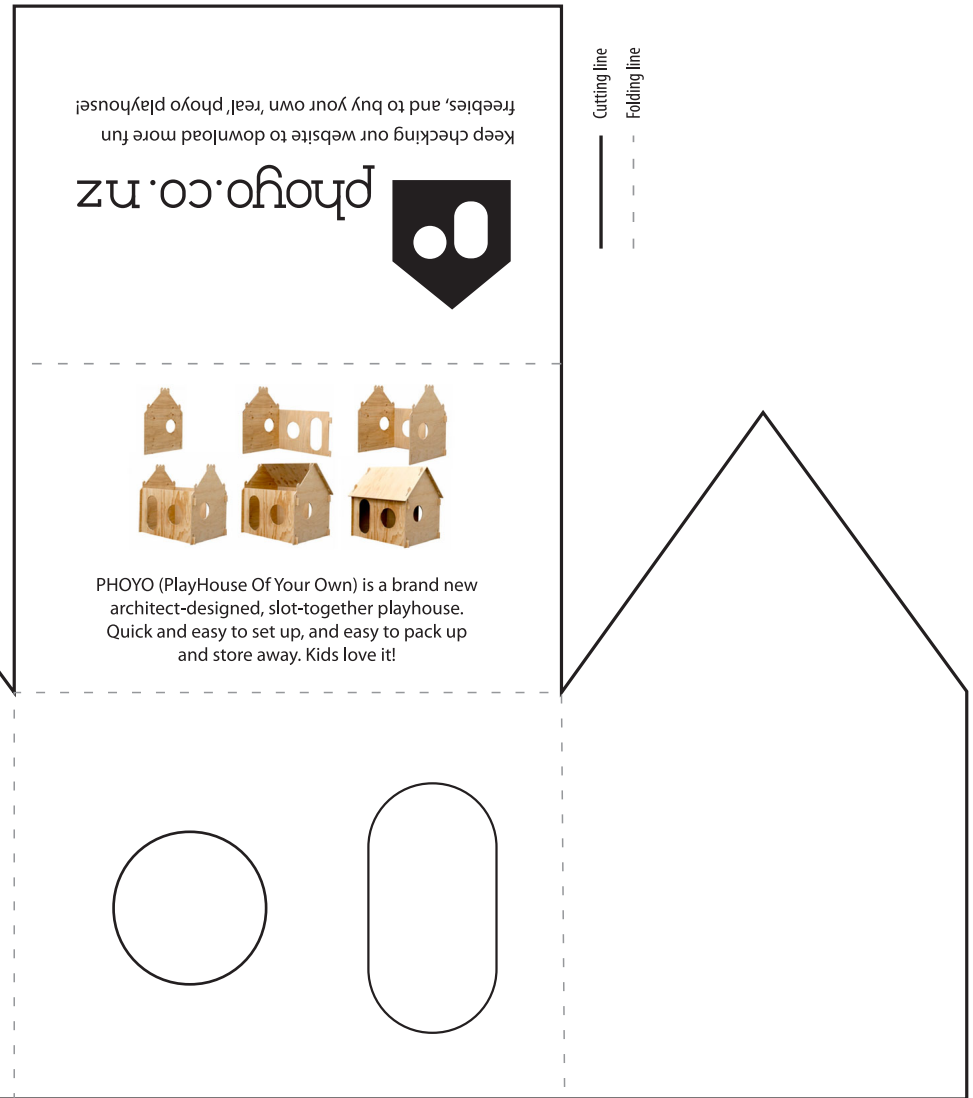 Keep checking our website to download more fun
freebies, and to buy your own 'real' phoyo playhouse!
phoyo.co.nz
Cutting line
Folding line
PHOYO (PlayHouse Of Your Own) is a brand new
architect-designed, slot-together playhouse.
Quick and easy to set up, and easy to pack up
and store away. Kids love it!